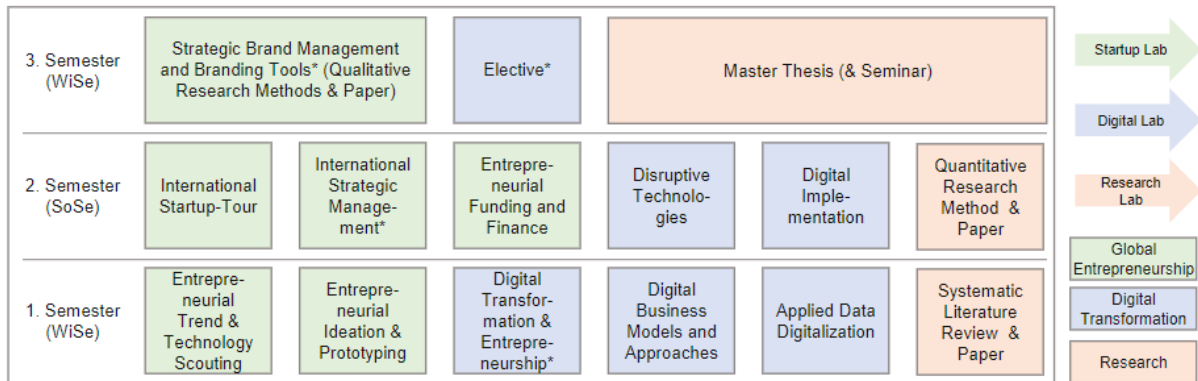 3. Semester
(WiSe)
Strategic Brand Management
and Branding Tools* (Qualitative
Research Methods & Paper)
Elective*
Master Thesis (& Seminar)
2. Semester
(SoSe)
International
Startup-Tour
International
Strategic
Manage-
ment*
Entrepre-
neurial
Funding and
Finance
Disruptive
Technolo-
gies
Digital
Imple-
mentation
Quantitative
Research
Method &
Paper
1. Semester
(WiSe)
Entrepre-
neurial
Trend &
Technology
Scouting
Entrepre-
neurial
Ideation &
Prototyping
Digital
Transfor-
mation &
Entrepre-
neurship*
Digital
Business
Models and
Approaches
Applied Data
Digitalization
Systematic
Literature
Review &
Paper
Startup Lab
Digital Lab
Research
Lab
Global
Entrepreneurship
Digital
Transformation
Research